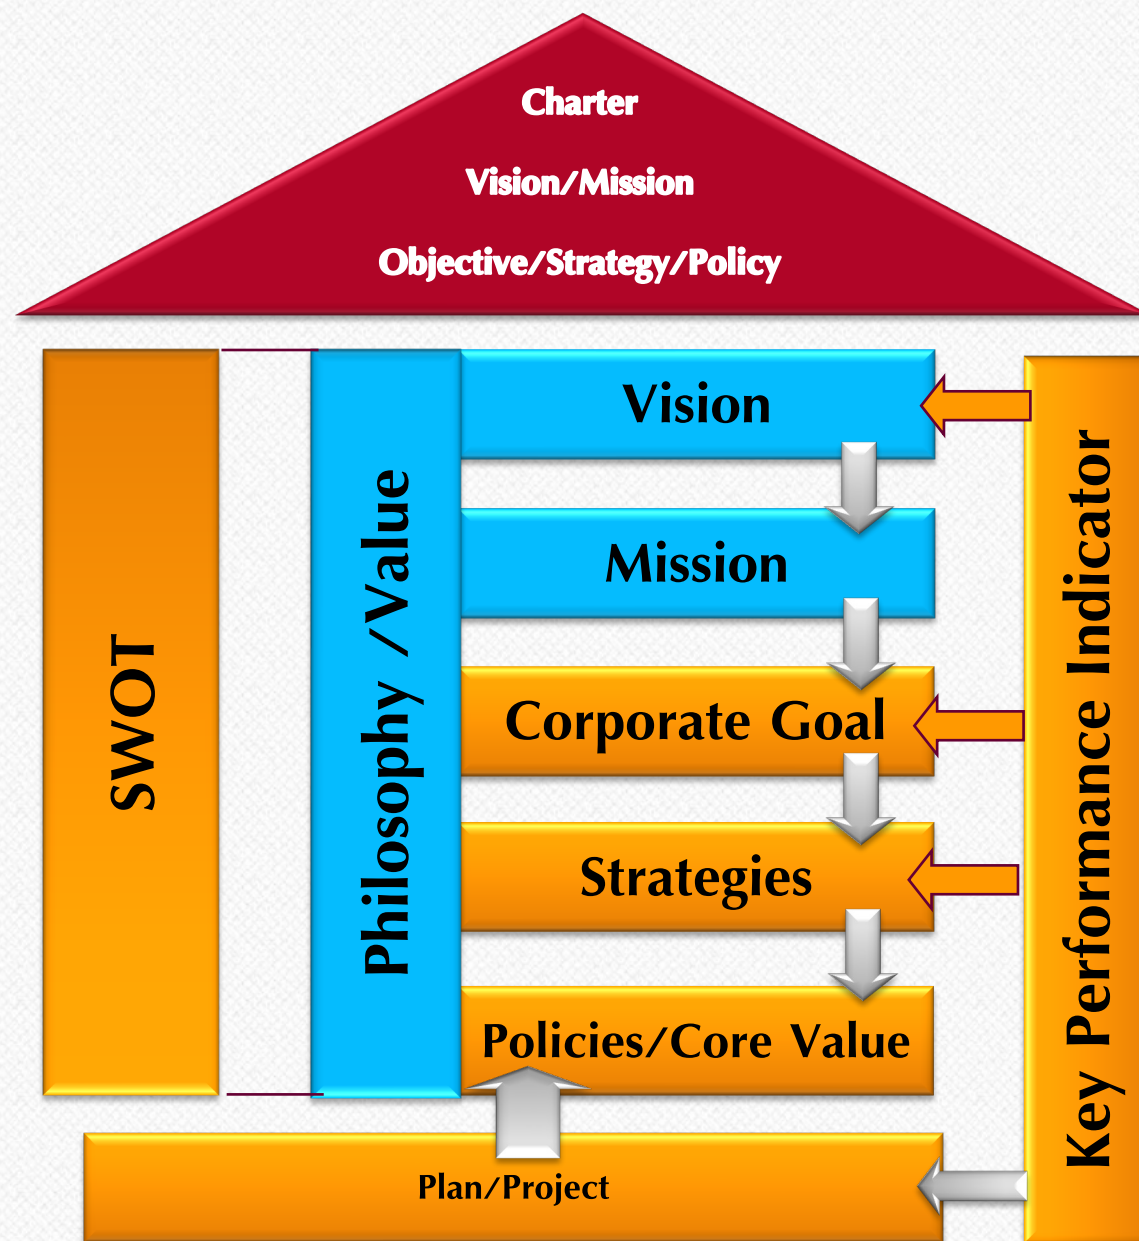 Charter
Vision/Mission
Objective/Strategy/Policy
SWOT
Philosophy /Value
Vision
Mission
Corporate Goal
Strategies
Policies/Core Value
Key Performance Indicator
Plan/Project